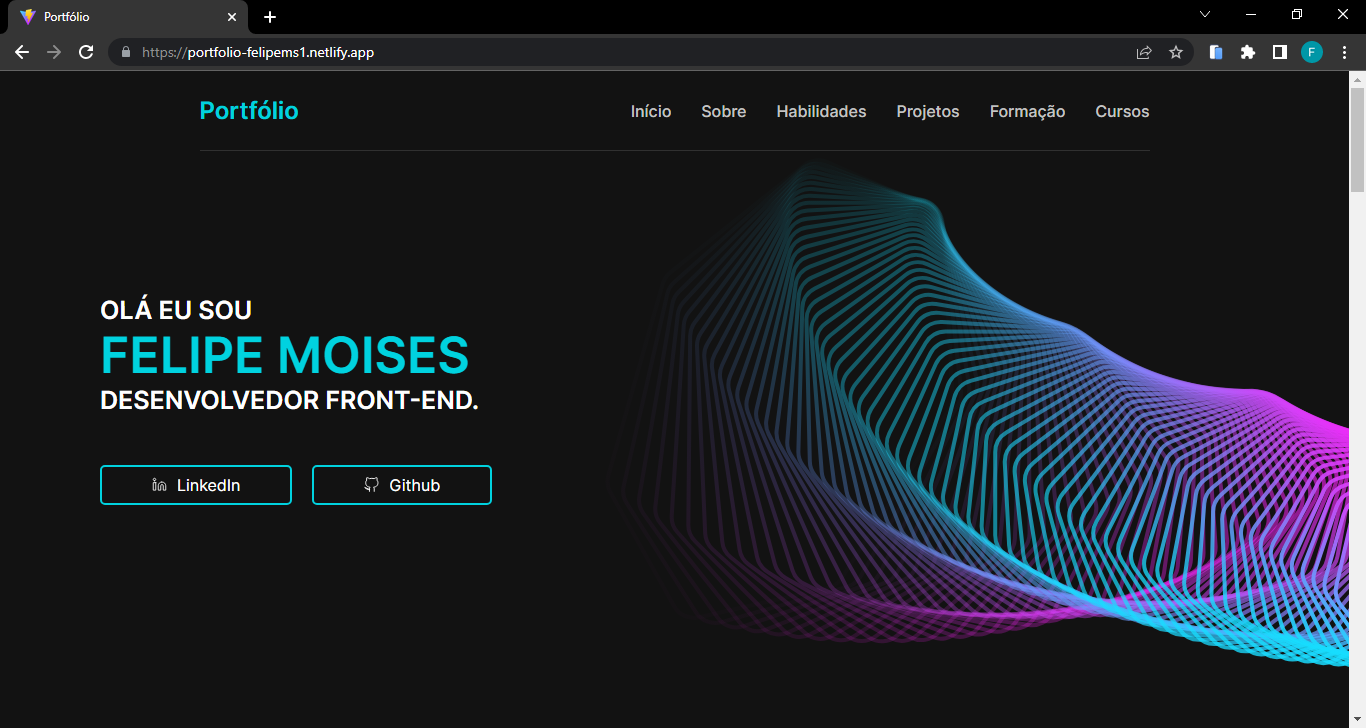 Portfólio
https://portfolio-felipems1.netlify.app
F
Portfólio
Início Sobre Habilidades Projetos Formação Cursos
OLÁ EU SOU
FELIPE MOISES
DESENVOLVEDOR FRONT-END.
LinkedIn
Github